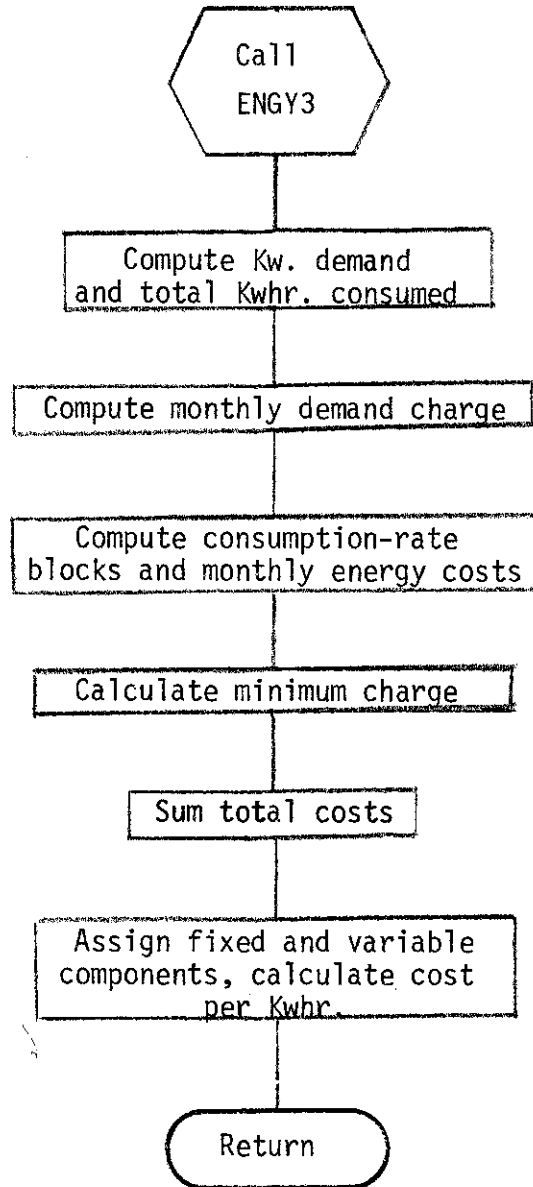 Call
ENGY3
Compute Kw. demand
and total Kwhr. consumed
Compute monthly demand charge
Compute consumption-rate
blocks and monthly energy costs
Calculate minimum charge
Sum total costs
Assign fixed and variable
components, calculate cost
per Kwhr.
Return